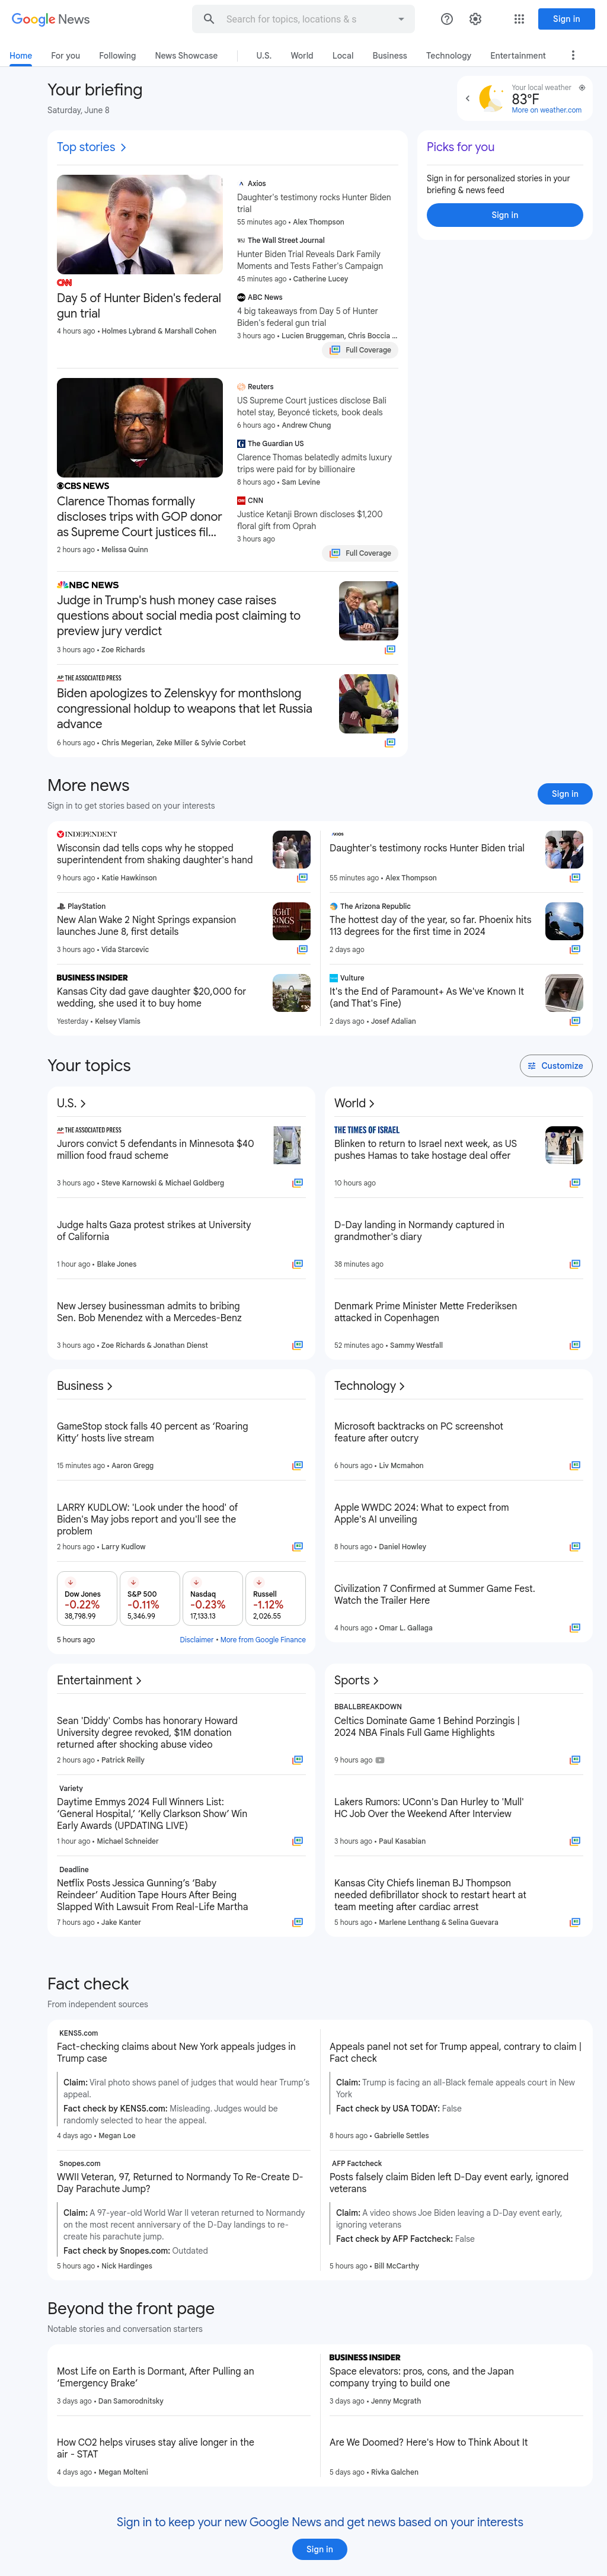 Google News
Search for topics, locations & s
Sign in
Home
For you
Following
News Showcase
U.S.
World
Local
Business
Technology
Entertainment
Your briefing
Saturday, June 8
Your local weather
83°F
More on weather.com
Top stories
CNN
Day 5 of Hunter Biden's federal
gun trial
4 hours ago • Holmes Lybrand & Marshall Cohen
Axios
Daughter's testimony rocks Hunter Biden
trial
55 minutes ago • Alex Thompson
The Wall Street Journal
Hunter Biden Trial Reveals Dark Family
Moments and Tests Father's Campaign
45 minutes ago • Catherine Lucey
ABC News
4 big takeaways from Day 5 of Hunter
Biden's federal gun trial
3 hours ago • Lucien Bruggeman, Chris Boccia ...
Full Coverage
Picks for you
Sign in for personalized stories in your
briefing & news feed
Sign in
CBS NEWS
Clarence Thomas formally
discloses trips with GOP donor
as Supreme Court justices fil...
2 hours ago • Melissa Quinn
Reuters
US Supreme Court justices disclose Bali
hotel stay, Beyoncé tickets, book deals
6 hours ago • Andrew Chung
The Guardian US
Clarence Thomas belatedly admits luxury
trips were paid for by billionaire
8 hours ago • Sam Levine
CNN
Justice Ketanji Brown discloses $1,200
floral gift from Oprah
3 hours ago
Full Coverage
NBC NEWS
Judge in Trump's hush money case raises
questions about social media post claiming to
preview jury verdict
3 hours ago • Zoe Richards
AP THE ASSOCIATED PRESS
Biden apologizes to Zelenskyy for monthslong
congressional holdup to weapons that let Russia
advance
6 hours ago • Chris Megerian, Zeke Miller & Sylvie Corbet
More news
Sign in to get stories based on your interests
Sign in
INDEPENDENT
Wisconsin dad tells cops why he stopped
superintendent from shaking daughter's hand
9 hours ago • Katie Hawkinson
AXIOS
Daughter's testimony rocks Hunter Biden trial
55 minutes ago • Alex Thompson
PlayStation
New Alan Wake 2 Night Springs expansion
launches June 8, first details
3 hours ago • Vida Starcevic
The Arizona Republic
The hottest day of the year, so far. Phoenix hits
113 degrees for the first time in 2024
2 days ago
BUSINESS INSIDER
Kansas City dad gave daughter $20,000 for
wedding, she used it to buy home
Yesterday • Kelsey Vlamis
Vulture
It's the End of Paramount+ As We've Known It
(and That's Fine)
2 days ago • Josef Adalian
Your topics
Customize
U.S.
AP THE ASSOCIATED PRESS
Jurors convict 5 defendants in Minnesota $40
million food fraud scheme
3 hours ago • Steve Karnowski & Michael Goldberg
Judge halts Gaza protest strikes at University
of California
1 hour ago • Blake Jones
New Jersey businessman admits to bribing
Sen. Bob Menendez with a Mercedes-Benz
3 hours ago • Zoe Richards & Jonathan Dienst
World
THE TIMES OF ISRAEL
Blinken to return to Israel next week, as US
pushes Hamas to take hostage deal offer
10 hours ago
D-Day landing in Normandy captured in
grandmother's diary
38 minutes ago
Denmark Prime Minister Mette Frederiksen
attacked in Copenhagen
52 minutes ago • Sammy Westfall
Business
GameStop stock falls 40 percent as ‘Roaring
Kitty’ hosts live stream
15 minutes ago • Aaron Gregg
LARRY KUDLOW: 'Look under the hood' of
Biden's May jobs report and you'll see the
problem
2 hours ago • Larry Kudlow
Dow Jones
-0.22%
38,798.99
S&P 500
-0.11%
5,346.99
Nasdaq
-0.23%
17,133.13
Russell
-1.12%
2,026.55
5 hours ago
Disclaimer • More from Google Finance
Technology
Microsoft backtracks on PC screenshot
feature after outcry
6 hours ago • Liv Mcmahon
Apple WWDC 2024: What to expect from
Apple's AI unveiling
8 hours ago • Daniel Howley
Civilization 7 Confirmed at Summer Game Fest.
Watch the Trailer Here
4 hours ago • Omar L. Gallaga
Entertainment
Sean 'Diddy' Combs has honorary Howard
University degree revoked, $1M donation
returned after shocking abuse video
2 hours ago • Patrick Reilly
Variety
Daytime Emmys 2024 Full Winners List:
‘General Hospital,’ ‘Kelly Clarkson Show’ Win
Early Awards (UPDATING LIVE)
1 hour ago • Michael Schneider
Deadline
Netflix Posts Jessica Gunning’s ‘Baby
Reindeer’ Audition Tape Hours After Being
Slapped With Lawsuit From Real-Life Martha
7 hours ago • Jake Kanter
Sports
BBALLBREAKDOWN
Celtics Dominate Game 1 Behind Porzingis |
2024 NBA Finals Full Game Highlights
9 hours ago
Lakers Rumors: UConn's Dan Hurley to 'Mull'
HC Job Over the Weekend After Interview
3 hours ago • Paul Kasabian
Kansas City Chiefs lineman BJ Thompson
needed defibrillator shock to restart heart at
team meeting after cardiac arrest
5 hours ago • Marlene Lenthang & Selina Guevara
Fact check
From independent sources
KENS5.com
Fact-checking claims about New York appeals judges in
Trump case
Claim: Viral photo shows panel of judges that would hear Trump's
appeal.
Fact check by KENS5.com: Misleading. Judges would be
randomly selected to hear the appeal.
4 days ago • Megan Loe
Appeals panel not set for Trump appeal, contrary to claim |
Fact check
Claim: Trump is facing an all-Black female appeals court in New
York
Fact check by USA TODAY: False
8 hours ago • Gabrielle Settles
Snopes.com
WWII Veteran, 97, Returned to Normandy To Re-Create D-
Day Parachute Jump?
Claim: A 97-year-old World War II veteran returned to Normandy
on the most recent anniversary of the D-Day landings to re-
create his parachute jump.
Fact check by Snopes.com: Outdated
5 hours ago • Nick Hardinges
AFP Factcheck
Posts falsely claim Biden left D-Day event early, ignored
veterans
Claim: A video shows Joe Biden leaving a D-Day event early,
ignoring veterans
Fact check by AFP Factcheck: False
5 hours ago • Bill McCarthy
Beyond the front page
Notable stories and conversation starters
Most Life on Earth is Dormant, After Pulling an
‘Emergency Brake’
3 days ago • Dan Samorodnitsky
BUSINESS INSIDER
Space elevators: pros, cons, and the Japan
company trying to build one
3 days ago • Jenny Mcgrath
How CO2 helps viruses stay alive longer in the
air - STAT
4 days ago • Megan Molteni
Are We Doomed? Here's How to Think About It
5 days ago • Rivka Galchen
Sign in to keep your new Google News and get news based on your interests
Sign in